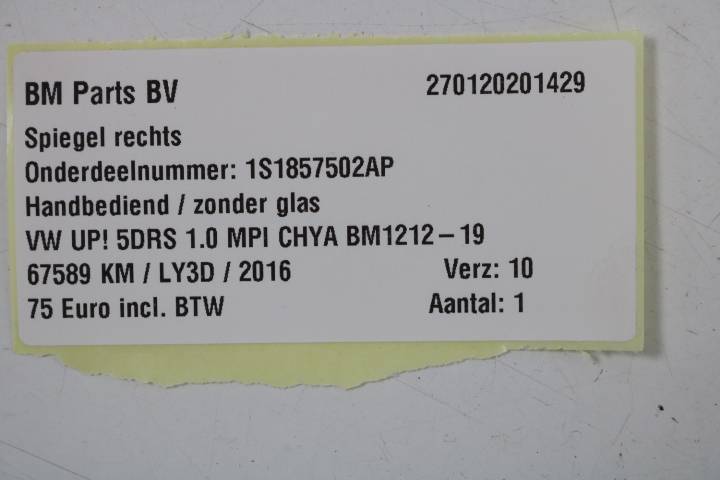 BM Parts BV 270120201429
Spiegel rechts
Onderdeelnummer: 1S1857502AP
Handbediend / zonder glas
VW UP! 5DRS 1.0 MPI CHYA BM1212-19
67589 KM / LY3D / 2016 Verz: 10
75 Euro incl. BTW Aantal: 1